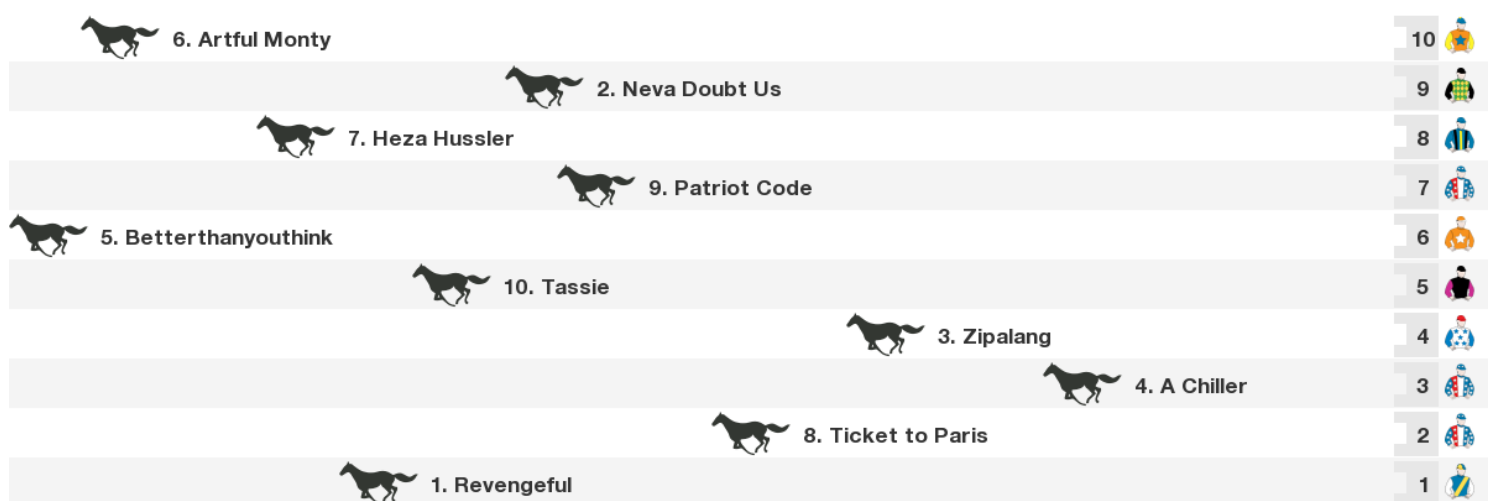 6. Artful Monty 10
2. Neva Doubt Us 9
7. Heza Hussler 8
9. Patriot Code 7
5. Betterthanyouthink 6
10. Tassie 5
3. Zipalang 4
4. A Chiller 3
8. Ticket to Paris 2
1. Revengeful 1